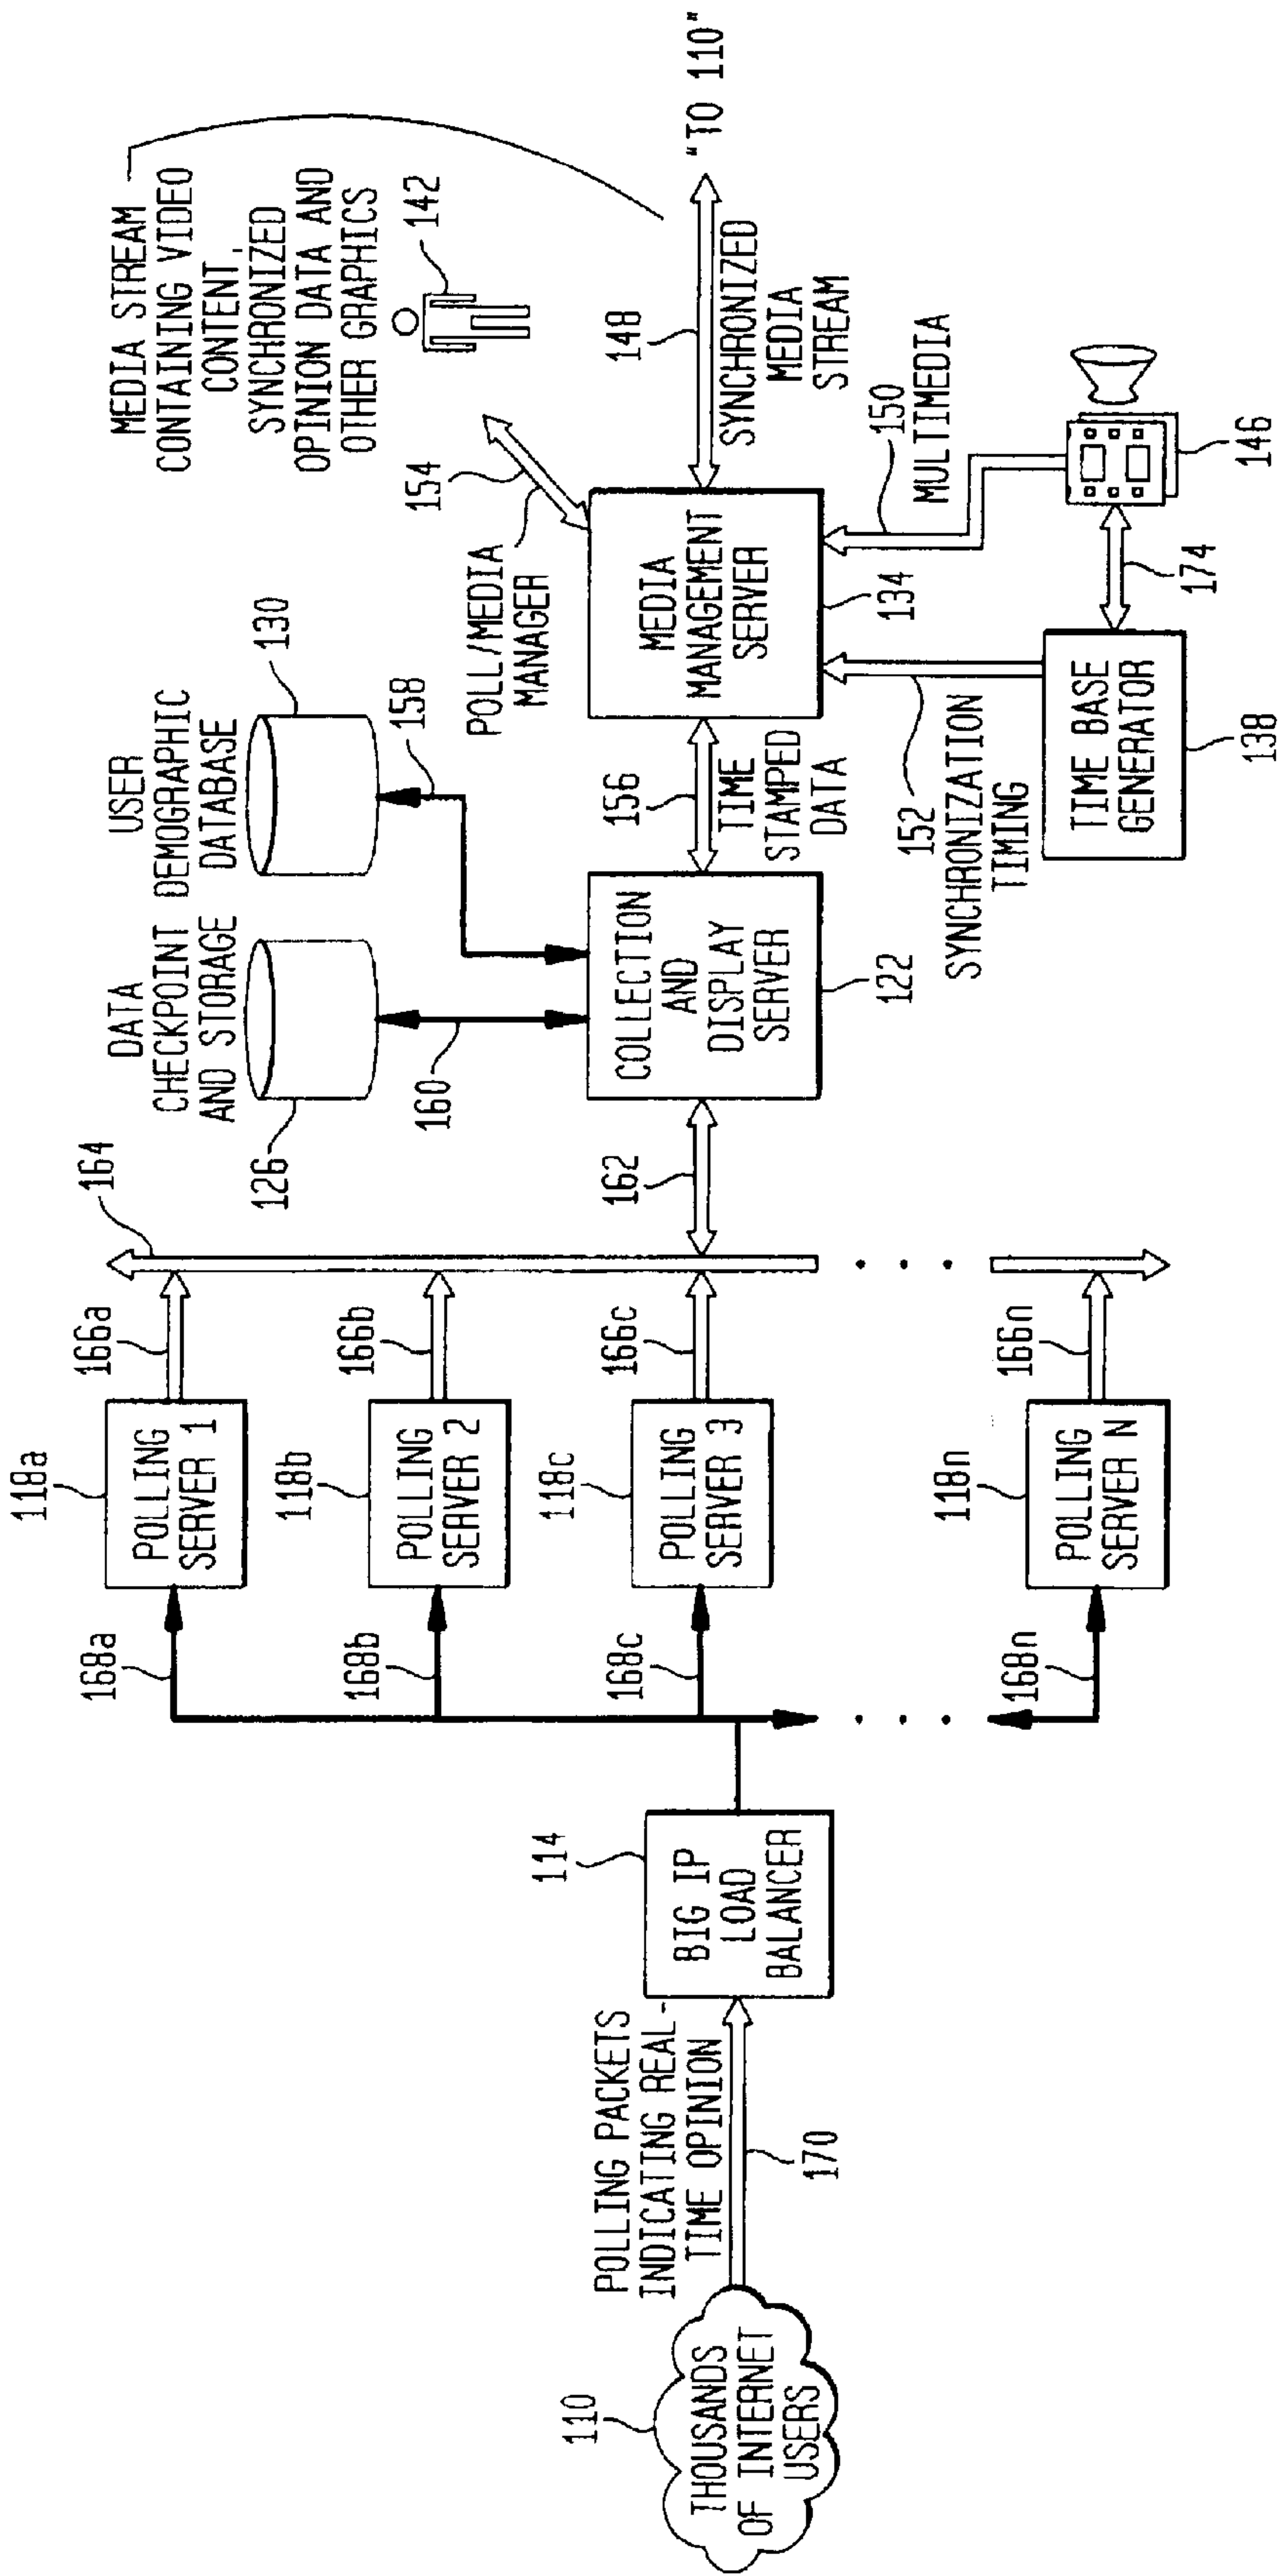 THOUSANDS
OF INTERNET
USERS
110
POLLING PACKETS
INDICATING REAL-
TIME OPINION
170
BIG IP
LOAD
BALANCER
114
168a
168b
168c
168n
118a
POLLING
SERVER 1
118b
POLLING
SERVER 2
118c
POLLING
SERVER 3
118n
POLLING
SERVER N
166a
166b
166c
166n
164
162
DATA
CHECKPOINT
AND STORAGE
126
160
USER
DEMOGRAPHIC
DATABASE
130
158
COLLECTION
AND
DISPLAY
SERVER
122
156
TIME
STAMPED
DATA
POLL/MEDIA
MANAGER
154
MEDIA
MANAGEMENT
SERVER
134
152
SYNCHRONIZATION
TIMING
TIME BASE
GENERATOR
138
174
150
MULTIMEDIA
146
148
SYNCHRONIZED
MEDIA
STREAM
"TO 110"
MEDIA STREAM
CONTAINING VIDEO
CONTENT,
SYNCHRONIZED
OPINION DATA AND
OTHER GRAPHICS
142